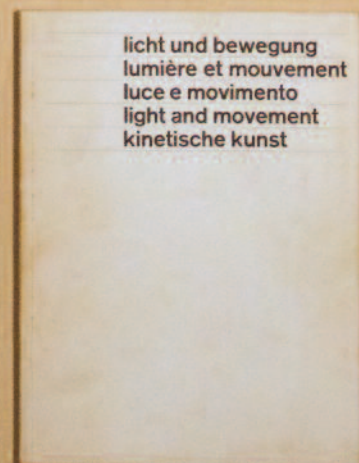 licht und bewegung
lumière et mouvement
luce e movimento
light and movement
kinetische kunst